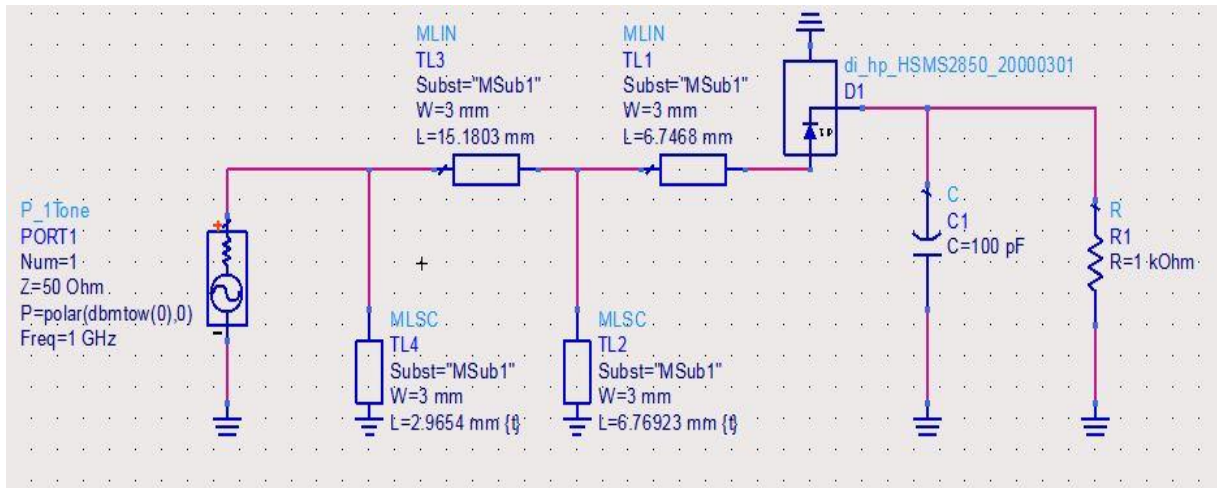 MLIN
TL3
Subst="MSub1"
W=3 mm
L=15.1803 mm
MLIN
TL1
Subst="MSub1"
W=3 mm
L=6.7468 mm
di_hp_HSMS2850_20000301
D1
P_1Tone
PORT1
Num=1
Z=50 Ohm
P=polar(dbmtow(0),0)
Freq=1 GHz
MLSC
TL4
Subst="MSub1"
W=3 mm
L=2.9654 mm {t}
MLSC
TL2
Subst="MSub1"
W=3 mm
L=6.76923 mm {t}
C
C1
C=100 pF
R
R1
R=1 kOhm